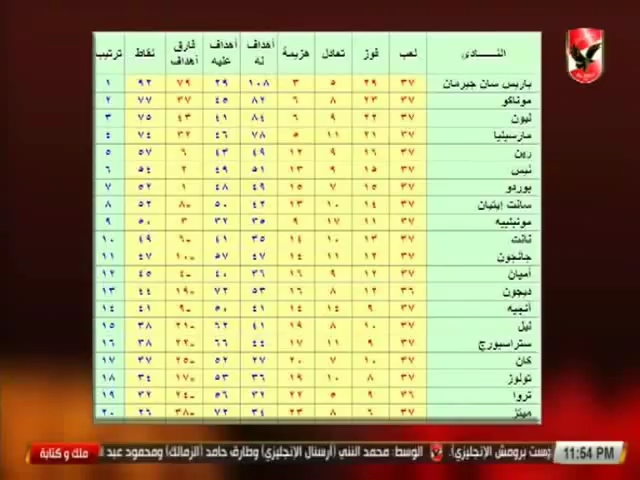 النـــــادى لعب فوز تعادل هزيمة أهداف له أهداف عليه فارق أهداف نقاط ترتيب
باريس سان جيرمان ٣٧ ٢٩ ٥ ٣ ١٠٨ ٢٩ ٧٩ ٩٢ ١
موناكو ٣٧ ٢٣ ٨ ٦ ٨٢ ٤٥ ٣٧ ٧٧ ٢
ليون ٣٧ ٢٢ ٩ ٦ ٨٤ ٤١ ٤٣ ٧٥ ٣
مارسيليا ٣٧ ٢١ ١١ ٥ ٧٨ ٤٦ ٣٢ ٧٤ ٤
رين ٣٧ ١٦ ٩ ١٢ ٤٩ ٤٣ ٦ ٥٧ ٥
نيس ٣٧ ١٥ ٩ ١٣ ٥١ ٤٩ ٢ ٥٤ ٦
بوردو ٣٧ ١٥ ٧ ١٥ ٤٩ ٤٨ ١ ٥٢ ٧
سانت إيتيان ٣٧ ١٤ ١٠ ١٣ ٤٢ ٥٠ ٨- ٥٢ ٨
مونبلييه ٣٧ ١١ ١٧ ٩ ٣٥ ٣٢ ٣ ٥٠ ٩
نانت ٣٧ ١٣ ١٠ ١٤ ٣٥ ٤١ ٦- ٤٩ ١٠
جانجون ٣٧ ١٢ ١١ ١٤ ٤٧ ٥٧ ١٠- ٤٧ ١١
أميان ٣٧ ١٢ ٩ ١٦ ٣٦ ٤٠ ٤- ٤٥ ١٢
ديجون ٣٦ ١٢ ٨ ١٦ ٥٣ ٧٢ ١٩- ٤٤ ١٣
أنجيه ٣٧ ٩ ١٤ ١٤ ٤١ ٥٠ ٩- ٤١ ١٤
ليل ٣٧ ١٠ ٨ ١٩ ٤١ ٦٢ ٢١- ٣٨ ١٥
ستراسبورج ٣٧ ٩ ١١ ١٧ ٤٤ ٦٦ ٢٢- ٣٨ ١٦
كان ٣٧ ١٠ ٧ ٢٠ ٢٧ ٥٢ ٢٥- ٣٧ ١٧
تولوز ٣٧ ٨ ١٠ ١٩ ٣٦ ٥٣ ١٧- ٣٤ ١٨
تروا ٣٦ ٩ ٥ ٢٢ ٣٢ ٥٦ ٢٤- ٣٢ ١٩
ميتز ٣٧ ٦ ٨ ٢٣ ٣٤ ٧٢ ٣٨- ٢٦ ٢٠
11:54 PM وست برومش الإنجليزي). الوسط: محمد النني (أرسنال الإنجليزي) وطارق حامد (الزمالك) ومحمود عبد ملك و كتابة